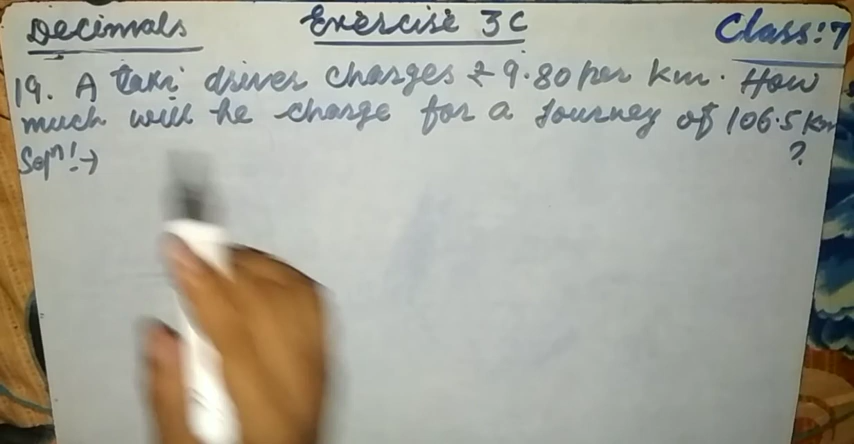 Decimals Exercise 3C Class:7
19. A taxi driver charges ₹ 9.80 per km. How
much will he charge for a Journey of 106.5 km
?
Solⁿ:→